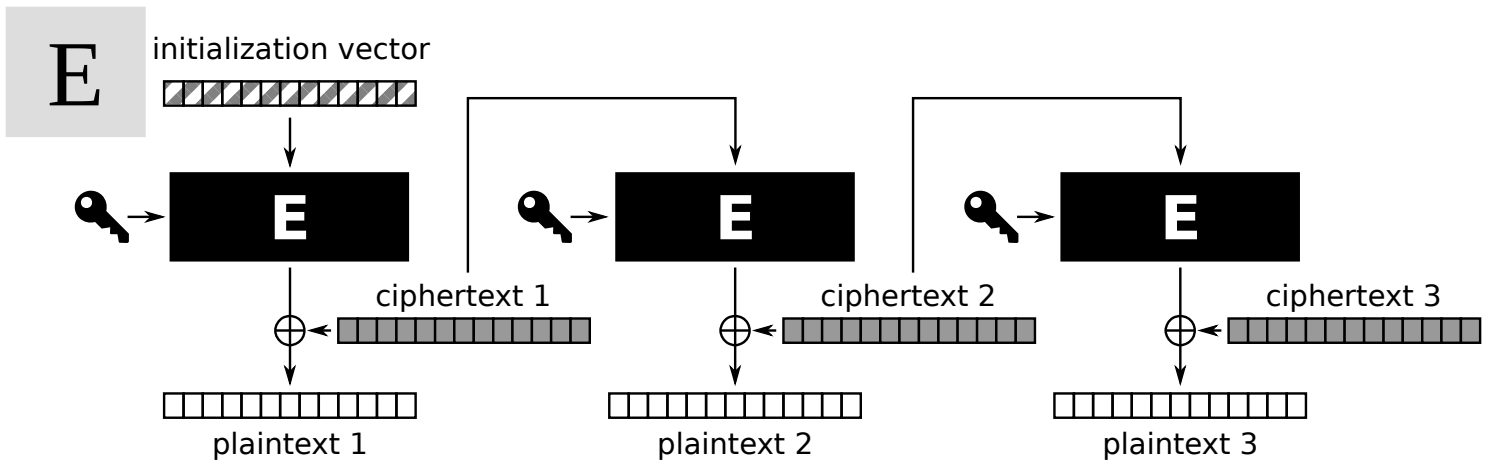 E
initialization vector
E
E
E
ciphertext 1
ciphertext 2
ciphertext 3
plaintext 1
plaintext 2
plaintext 3